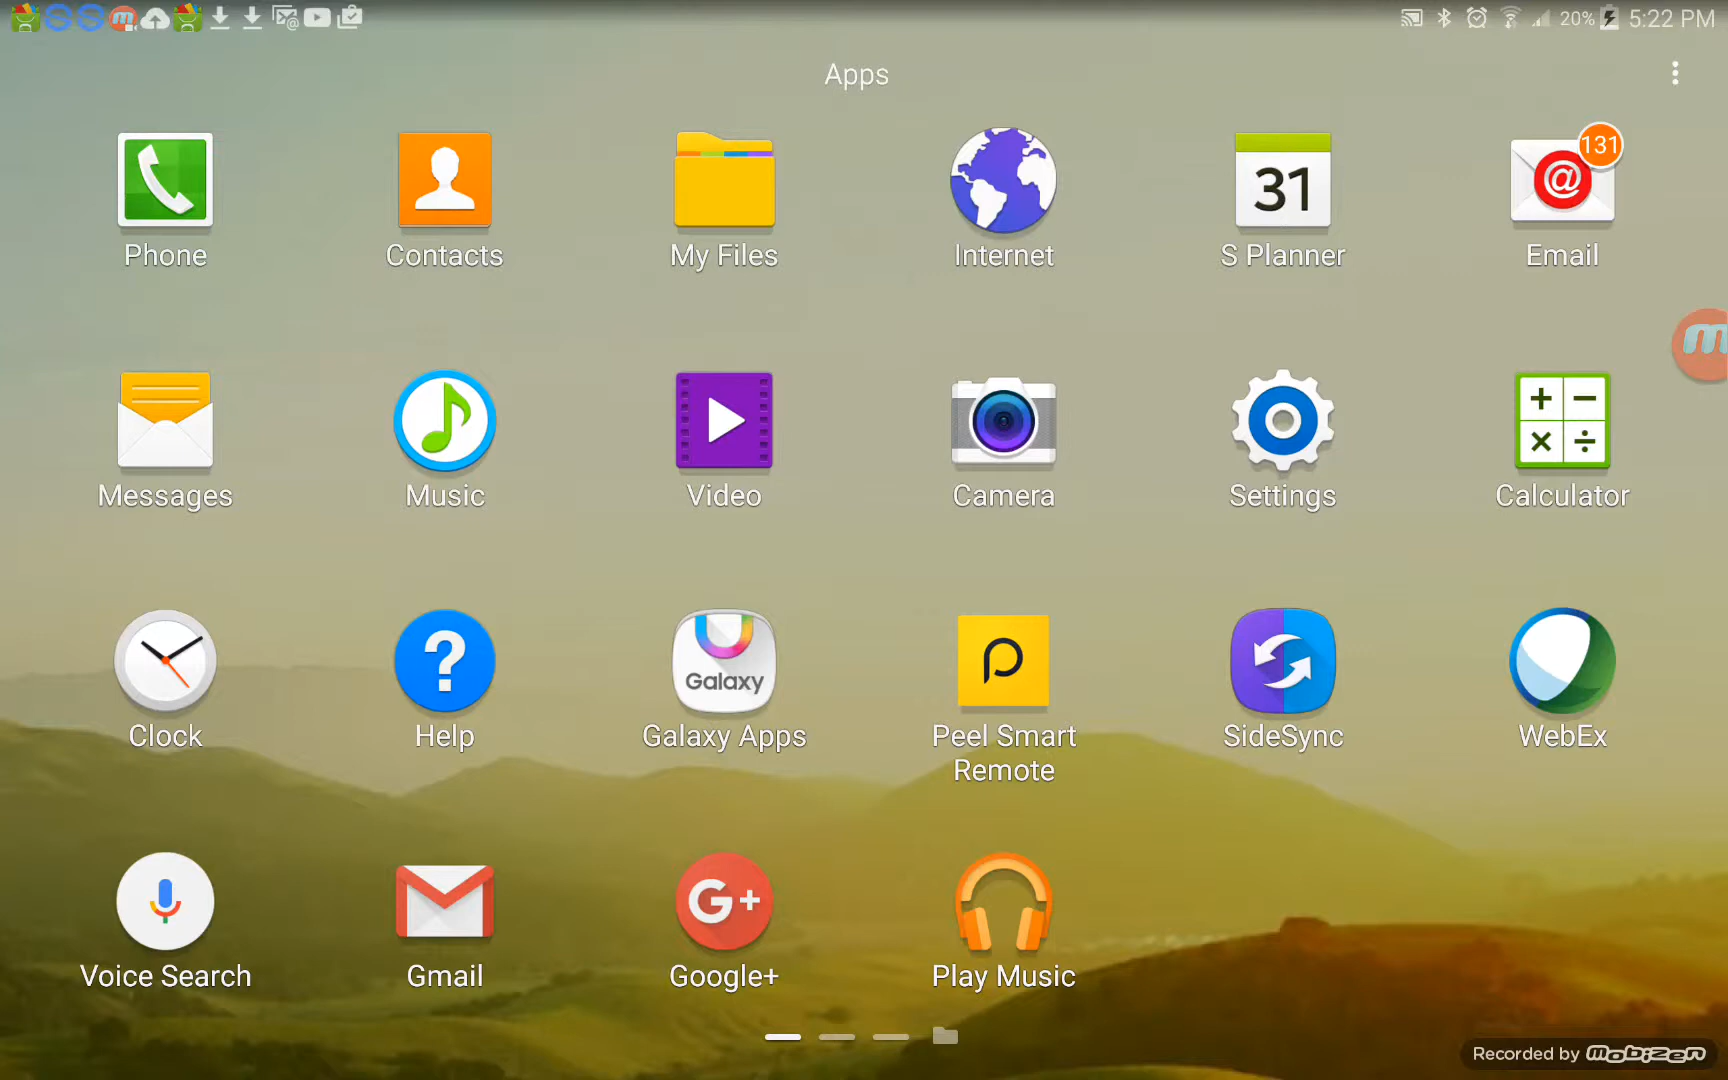 20% 5:22 PM
Apps
131
31
Phone Contacts My Files Internet S Planner Email
Messages Music Video Camera Settings Calculator
Galaxy
Clock Help Galaxy Apps Peel Smart Remote SideSync WebEx
G+
Voice Search Gmail Google+ Play Music
Recorded by mobizen